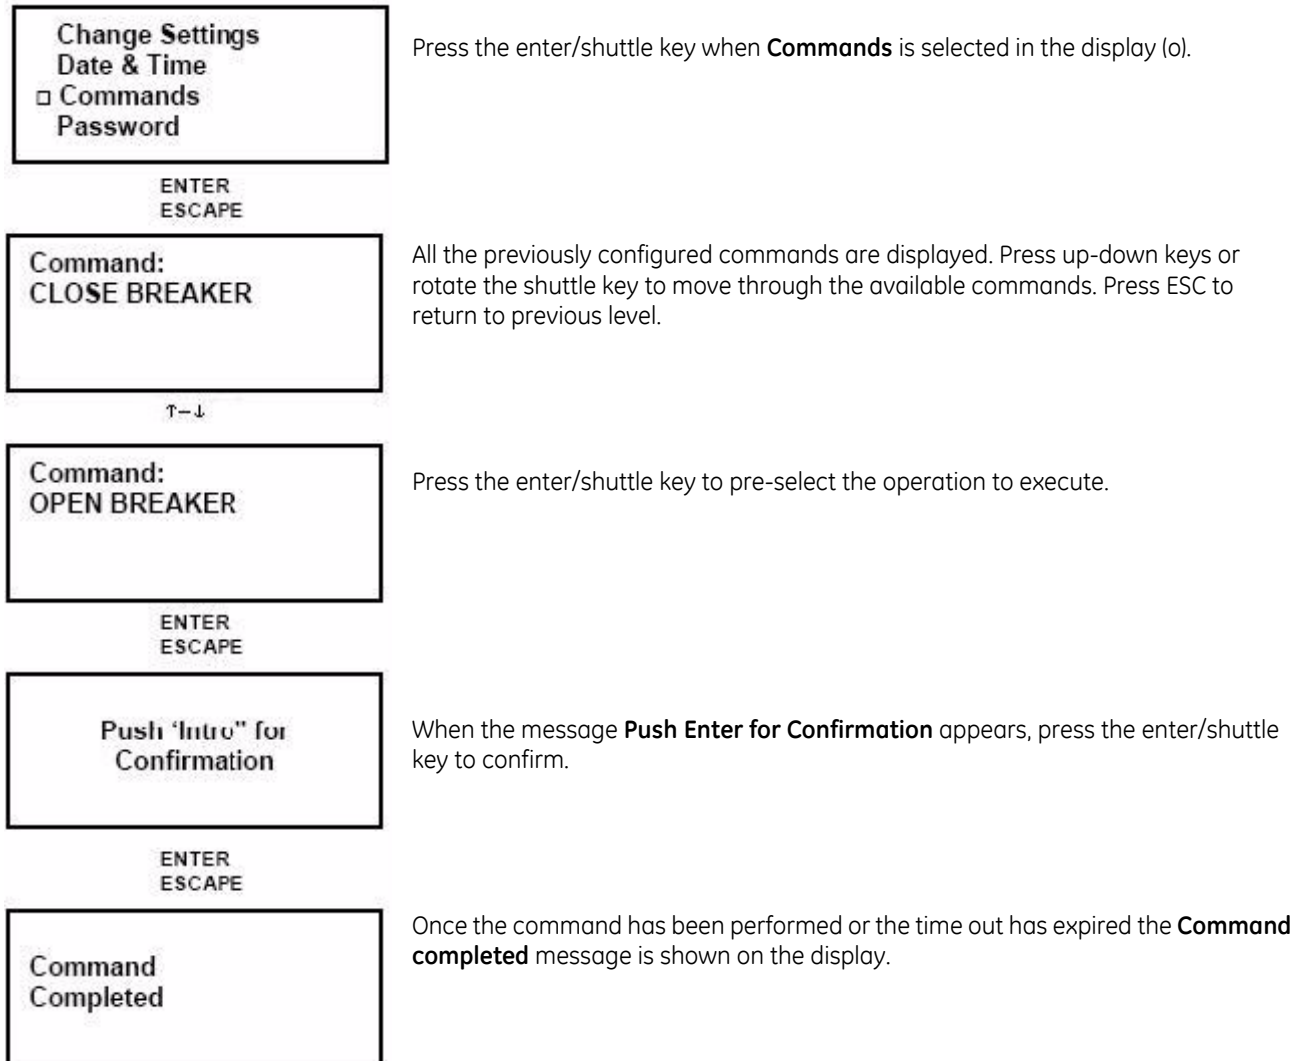 Change Settings
Date & Time
□ Commands
Password
Press the enter/shuttle key when Commands is selected in the display (o).
ENTER
ESCAPE
Command:
CLOSE BREAKER
All the previously configured commands are displayed. Press up-down keys or
rotate the shuttle key to move through the available commands. Press ESC to
return to previous level.
↑–↓
Command:
OPEN BREAKER
Press the enter/shuttle key to pre-select the operation to execute.
ENTER
ESCAPE
Push ‘Intro" for
Confirmation
When the message Push Enter for Confirmation appears, press the enter/shuttle
key to confirm.
ENTER
ESCAPE
Command
Completed
Once the command has been performed or the time out has expired the Command
completed message is shown on the display.